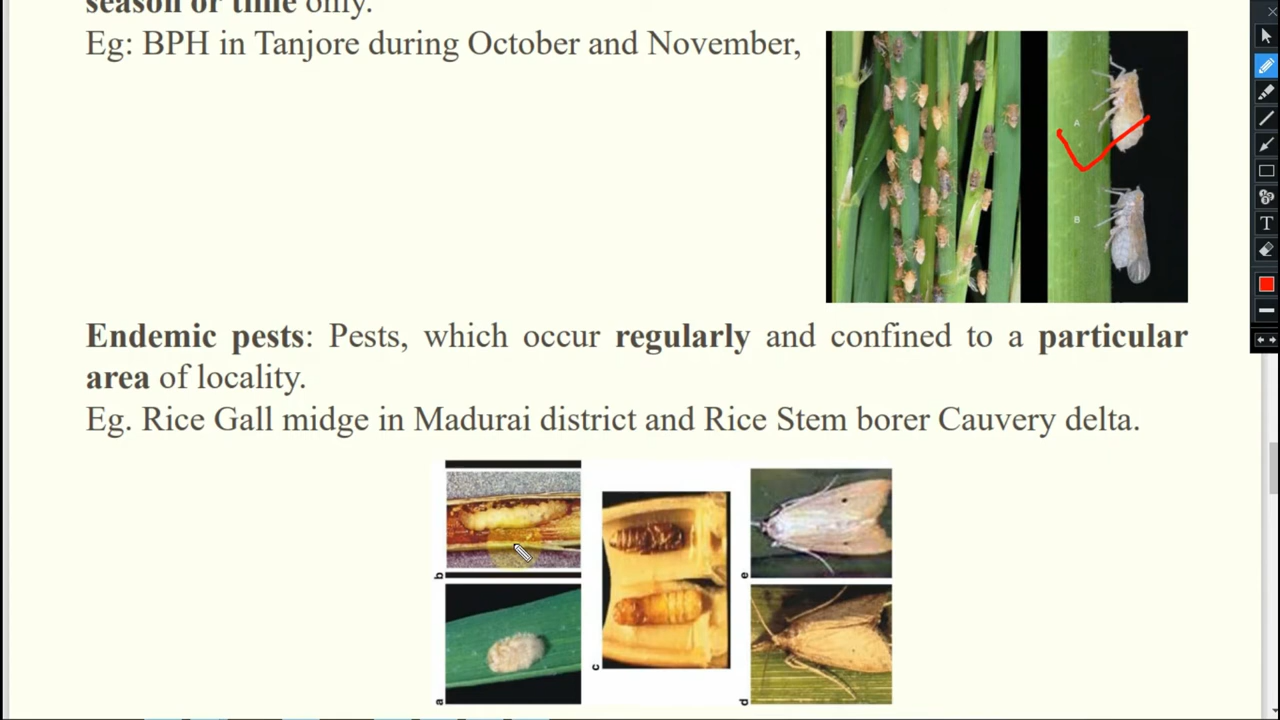 season or time only.
Eg: BPH in Tanjore during October and November,
A
B
Endemic pests: Pests, which occur regularly and confined to a particular
area of locality.
Eg. Rice Gall midge in Madurai district and Rice Stem borer Cauvery delta.
b
c
e
a
d
T